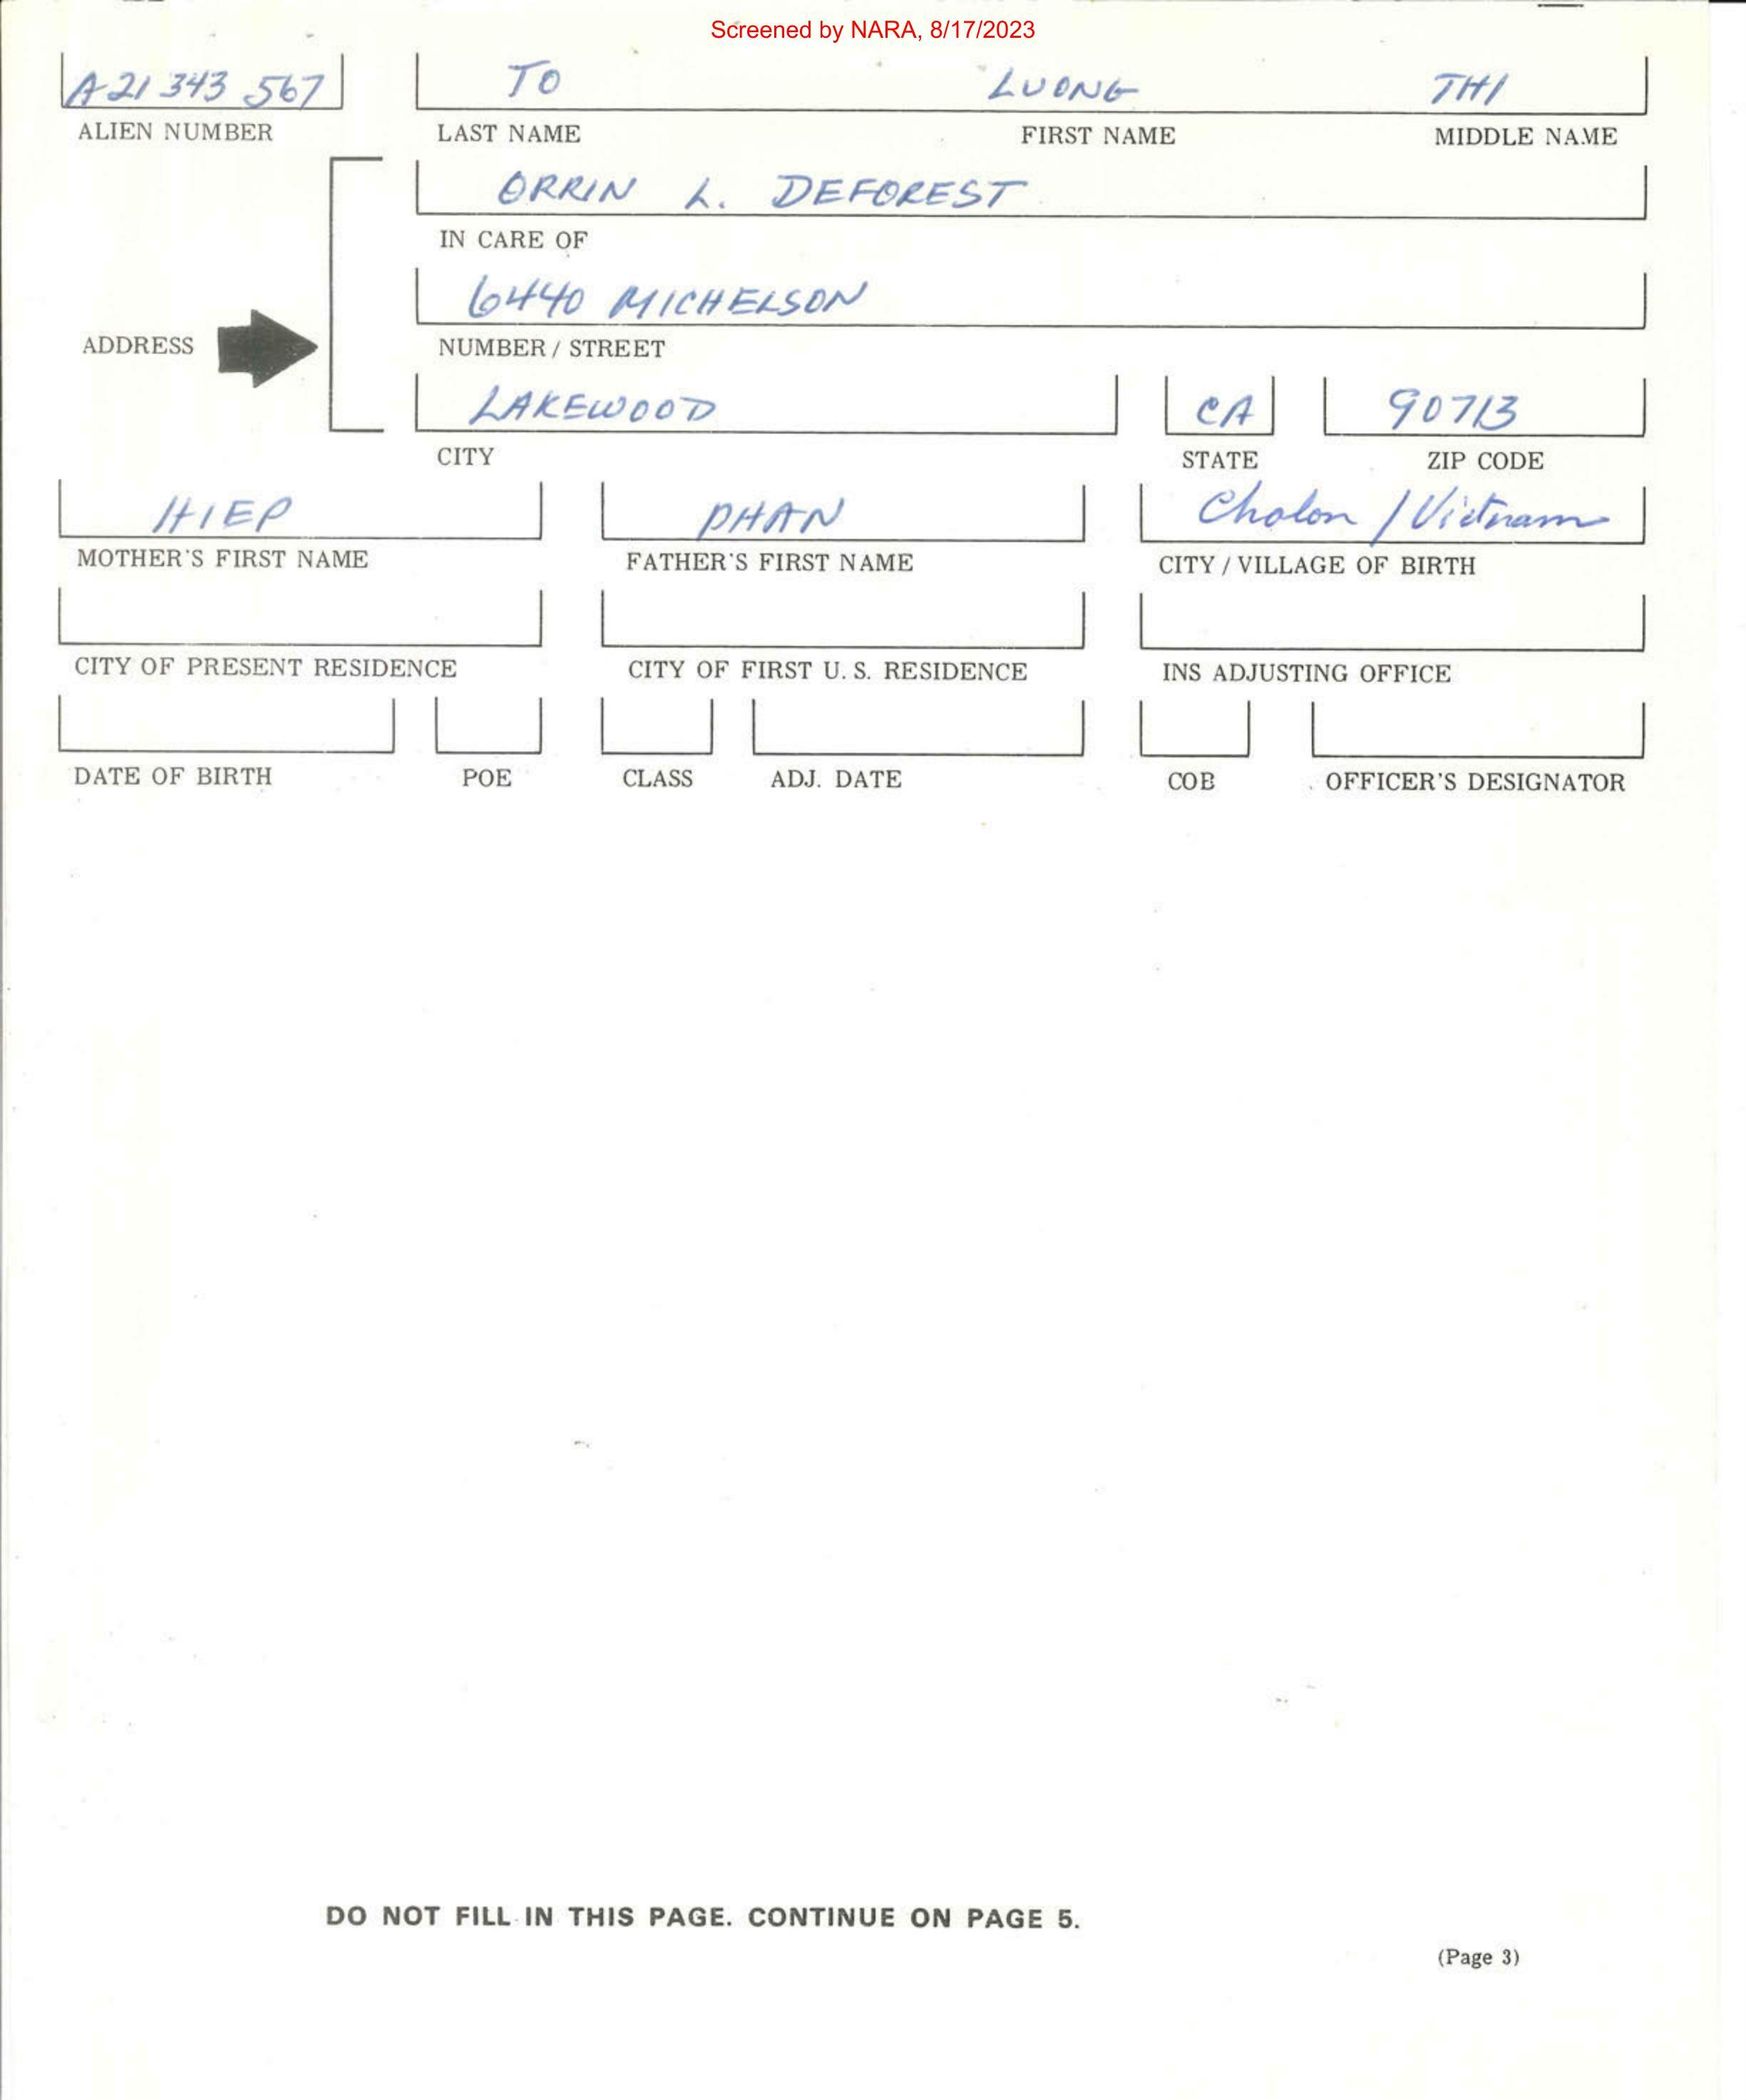 Screened by NARA, 8/17/2023
A21 343 567 TO LUONG THI
ALIEN NUMBER LAST NAME FIRST NAME MIDDLE NAME
ORRIN L. DEFOREST
IN CARE OF
6440 MICHELSON
ADDRESS NUMBER / STREET
LAKEWOOD CA 90713
CITY STATE ZIP CODE
HIEP PHAN Cholon / Vietnam
MOTHER'S FIRST NAME FATHER'S FIRST NAME CITY / VILLAGE OF BIRTH
CITY OF PRESENT RESIDENCE CITY OF FIRST U. S. RESIDENCE INS ADJUSTING OFFICE
DATE OF BIRTH POE CLASS ADJ. DATE COB OFFICER'S DESIGNATOR
DO NOT FILL IN THIS PAGE. CONTINUE ON PAGE 5.
(Page 3)